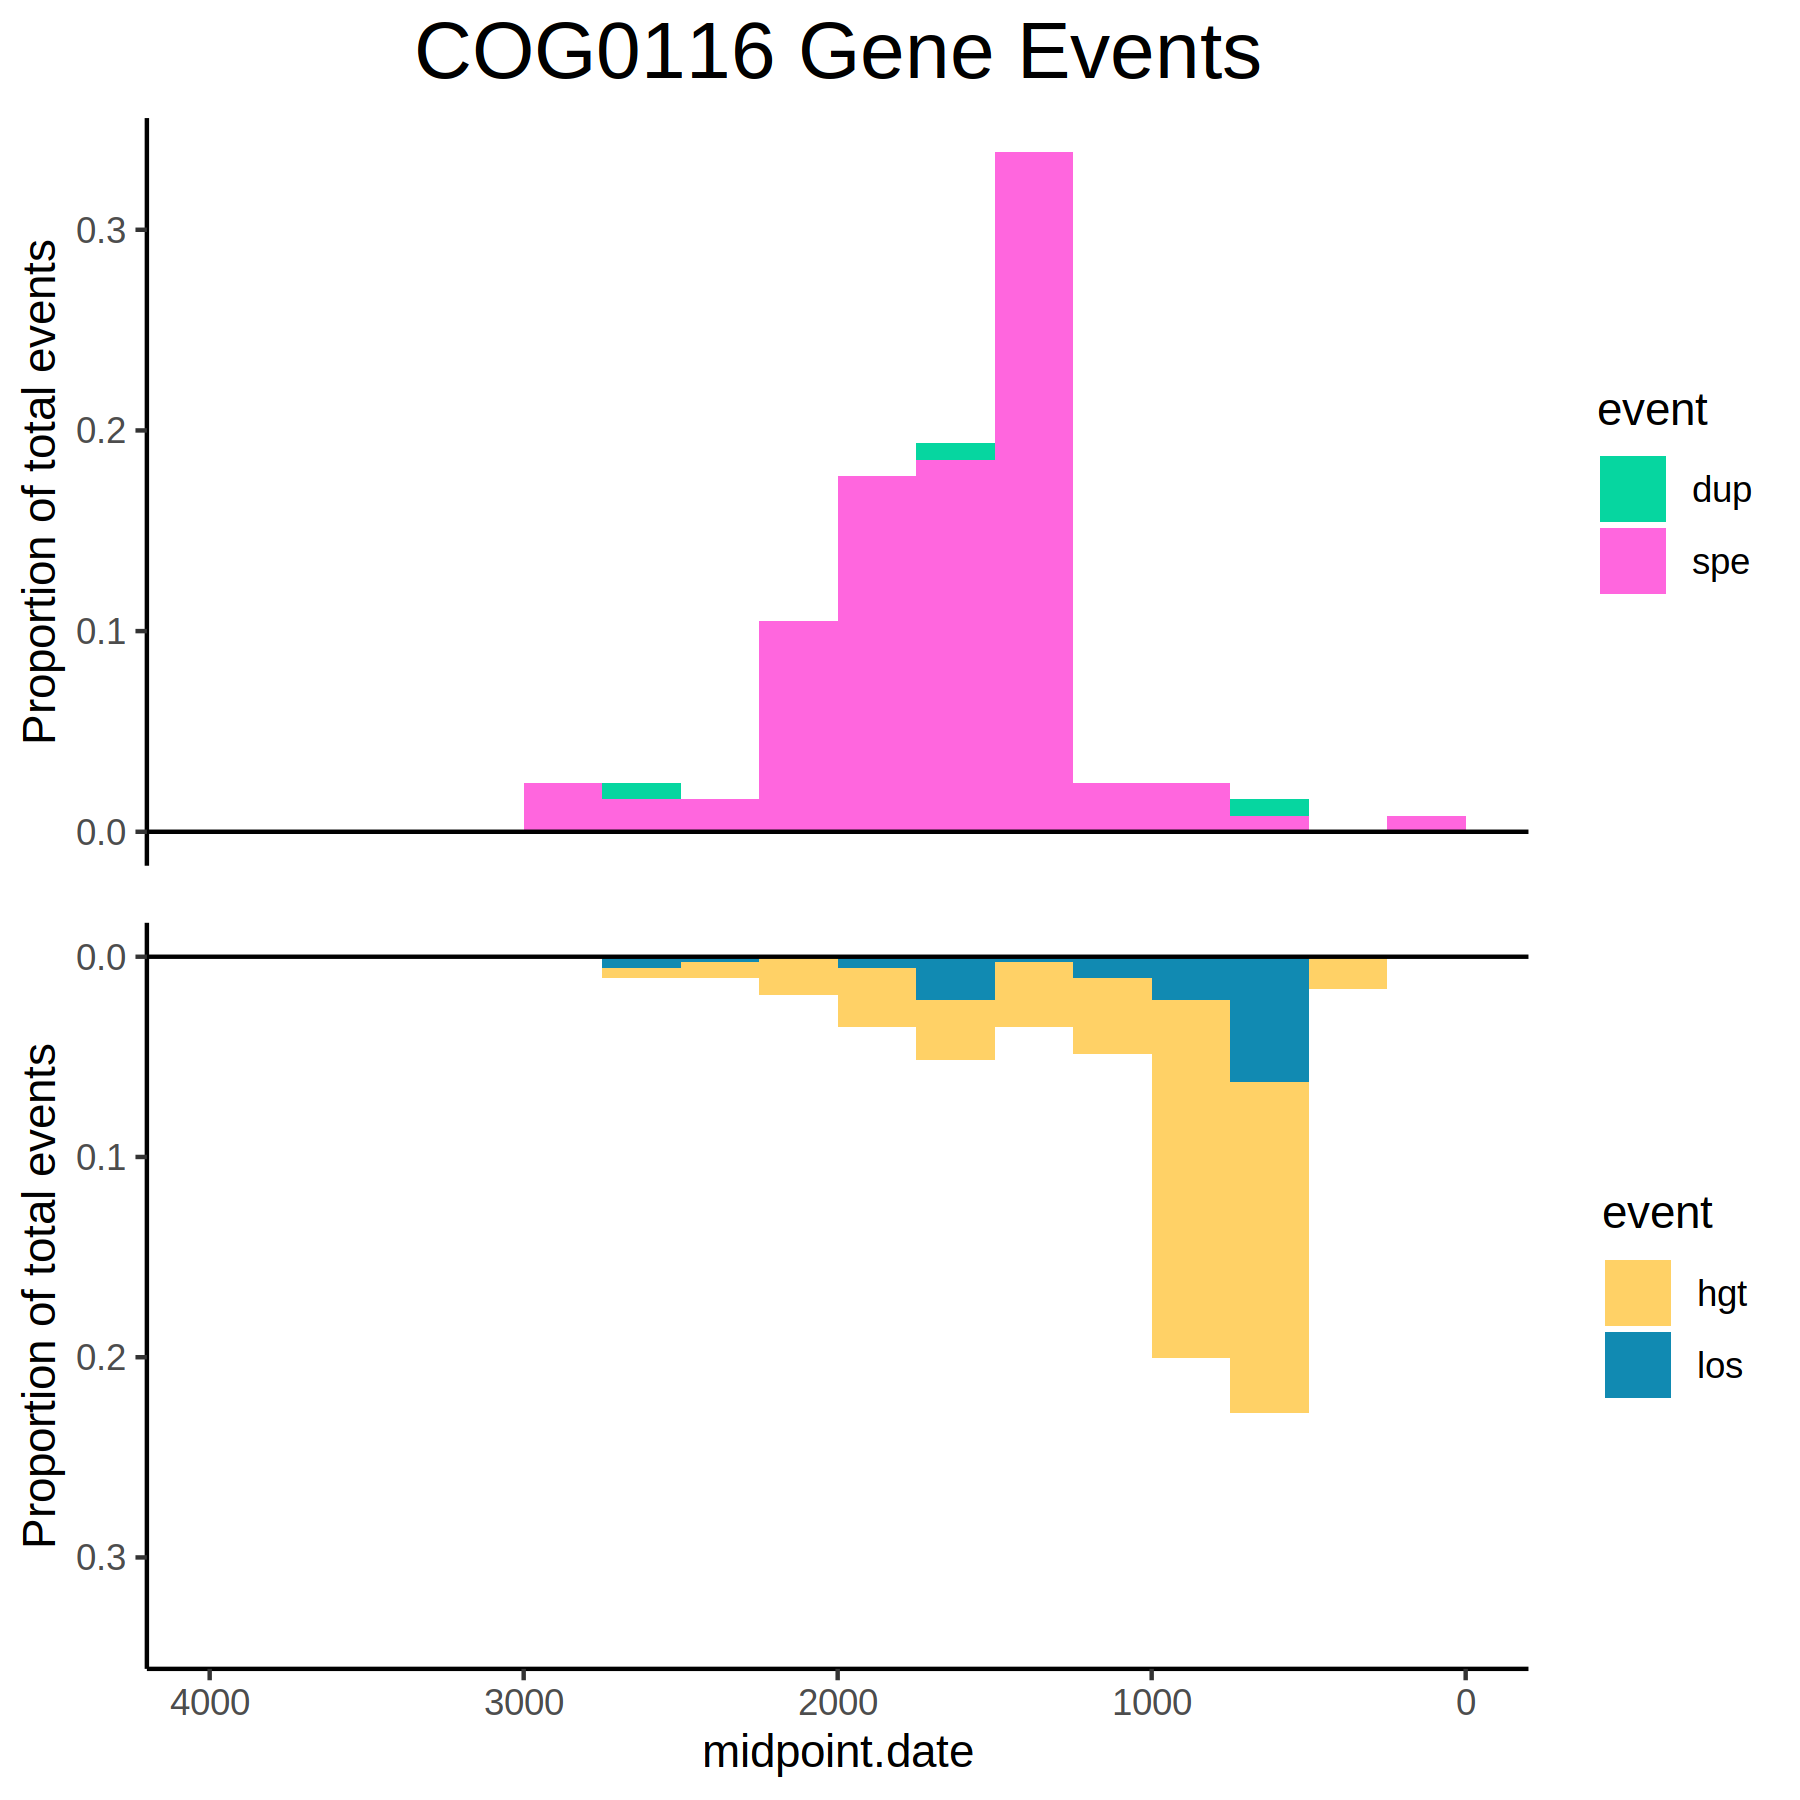 COG0116 Gene Events
Proportion of total events
0.3
0.2
0.1
0.0
event
dup
spe
Proportion of total events
0.0
0.1
0.2
0.3
event
hgt
los
4000 3000 2000 1000 0
midpoint.date